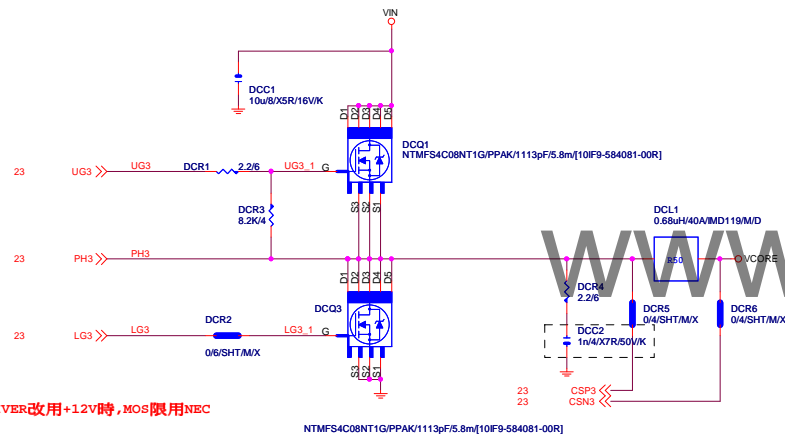 VIN
DCC1
10u/8/X5R/16V/K
D1 D2 D3 D4 D5
DCQ1
NTMFS4C08NT1G/PPAK/1113pF/5.8m/[10IF9-584081-00R]
23 UG3 UG3 DCR1 2.2/6 UG3_1 G
S3 S2 S1
DCR3
8.2K/4
DCL1
0.68uH/40A/IMD119/M/D
WWW
23 PH3 PH3
R50
VCORE
D1 D2 D3 D4 D5
DCR4
2.2/6
DCQ3
DCR5
0/4/SHT/M/X
DCR6
0/4/SHT/M/X
23 LG3 LG3 DCR2 LG3_1 G
0/6/SHT/M/X
DCC2
1n/4/X7R/50V/K
S3 S2 S1
23 CSP3
23 CSN3
VER改用+12V時,MOS限用NEC
NTMFS4C08NT1G/PPAK/1113pF/5.8m/[10IF9-584081-00R]